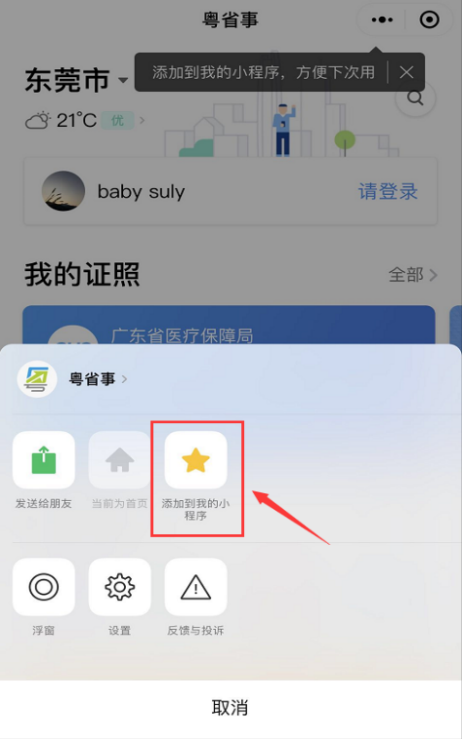 粤省事
东莞市
添加到我的小程序，方便下次用
21°C 优
baby suly
请登录
我的证照
全部
广东省医疗保障局
粤省事
发送给朋友
当前为首页
添加到我的小
程序
浮窗
设置
反馈与投诉
取消